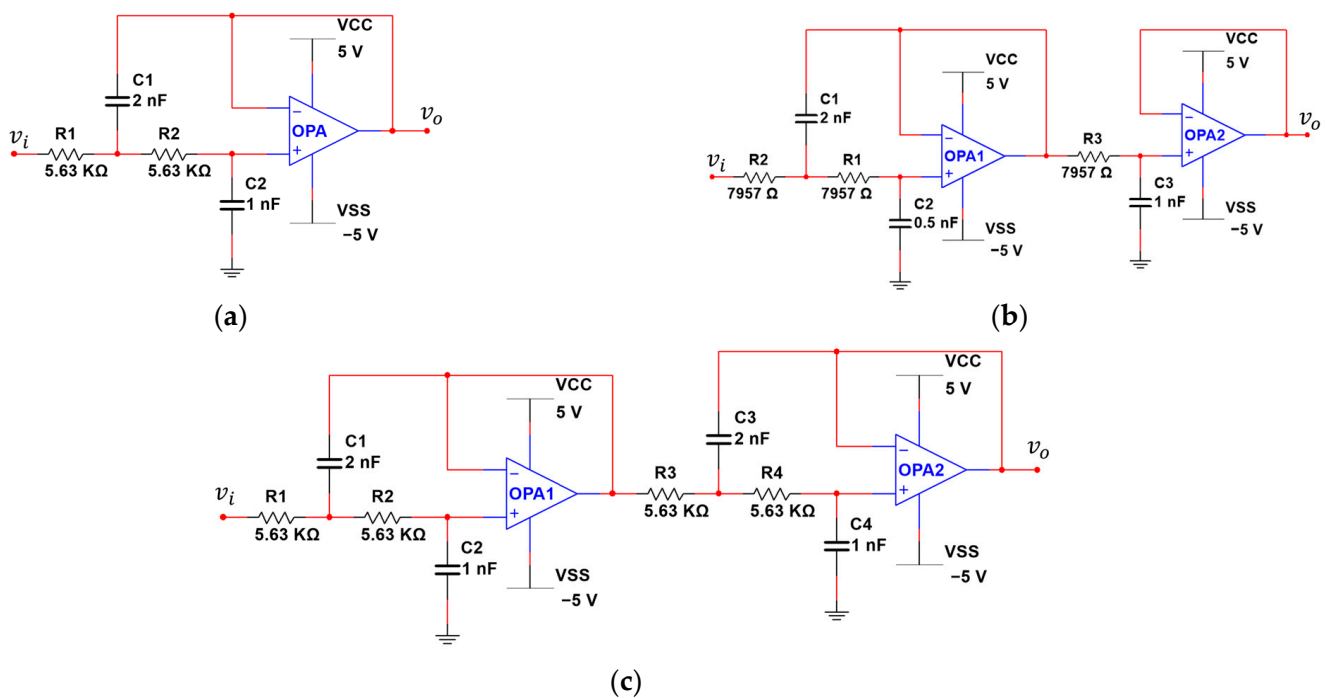 VCC
5 V
C1
2 nF
v_i
R1
5.63 KΩ
R2
5.63 KΩ
−
OPA
+
v_o
C2
1 nF
VSS
−5 V
(a)
VCC
5 V
C1
2 nF
v_i
R2
7957 Ω
R1
7957 Ω
−
OPA1
+
C2
0.5 nF
VSS
−5 V
R3
7957 Ω
VCC
5 V
−
OPA2
+
v_o
C3
1 nF
VSS
−5 V
(b)
VCC
5 V
C1
2 nF
v_i
R1
5.63 KΩ
R2
5.63 KΩ
−
OPA1
+
C2
1 nF
VSS
−5 V
VCC
5 V
C3
2 nF
R3
5.63 KΩ
R4
5.63 KΩ
−
OPA2
+
v_o
C4
1 nF
VSS
−5 V
(c)